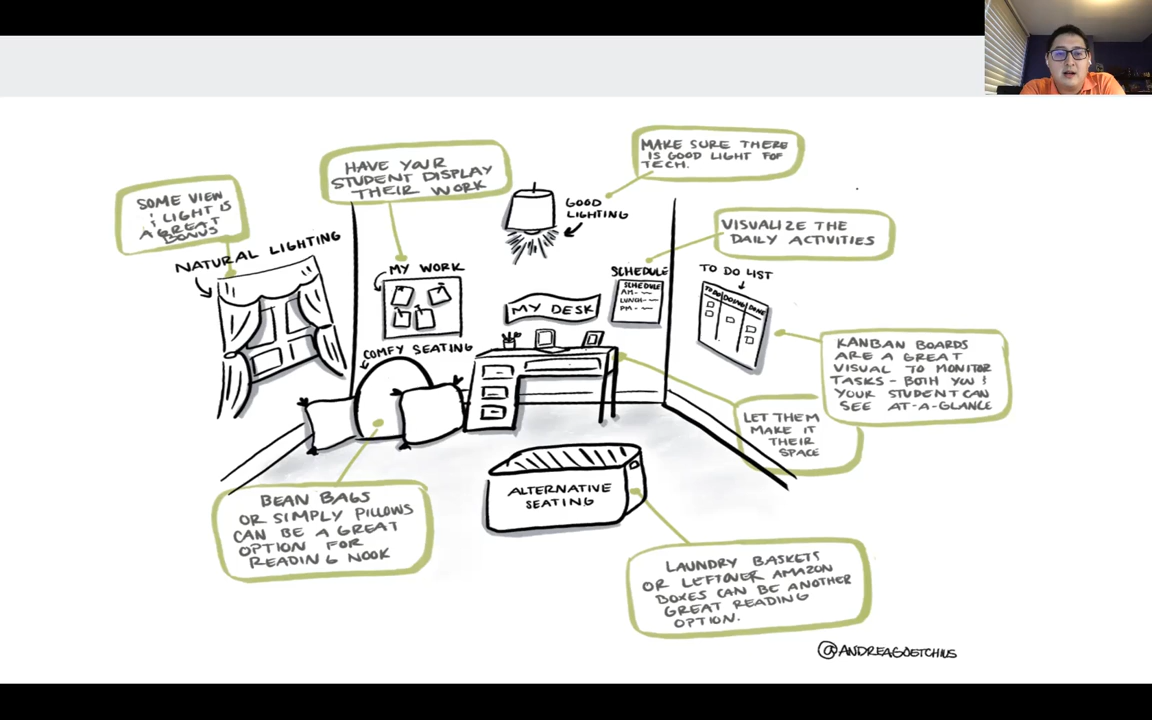 MAKE SURE THERE
IS GOOD LIGHT FOR
TECH.
HAVE YOUR
STUDENT DISPLAY
THEIR WORK
SOME VIEW
& LIGHT IS
A GREAT
BONUS
GOOD
LIGHTING
VISUALIZE THE
DAILY ACTIVITIES
NATURAL LIGHTING
MY WORK
SCHEDULE
TO DO LIST
SCHEDULE
AM-
LUNCH-
PM-
TO DO
DOING
DONE
MY DESK
COMFY SEATING
KANBAN BOARDS
ARE A GREAT
VISUAL TO MONITOR
TASKS - BOTH YOU &
YOUR STUDENT CAN
SEE AT-A-GLANCE
LET THEM
MAKE IT
THEIR
SPACE
ALTERNATIVE
SEATING
BEAN BAGS
OR SIMPLY PILLOWS
CAN BE A GREAT
OPTION FOR
READING NOOK
LAUNDRY BASKETS
OR LEFTOVER AMAZON
BOXES CAN BE ANOTHER
GREAT READING
OPTION.
@ANDREAGOETCHIUS